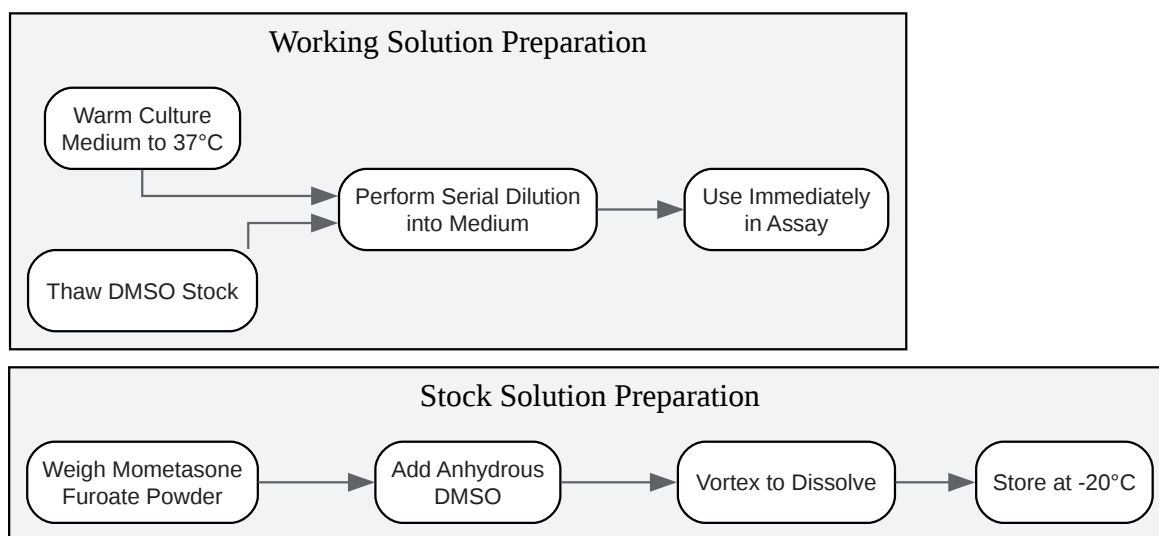 Working Solution Preparation
Warm Culture
Medium to 37°C
Perform Serial Dilution
into Medium
Use Immediately
in Assay
Thaw DMSO Stock
Stock Solution Preparation
Weigh Mometasone
Furoate Powder
Add Anhydrous
DMSO
Vortex to Dissolve
Store at -20°C